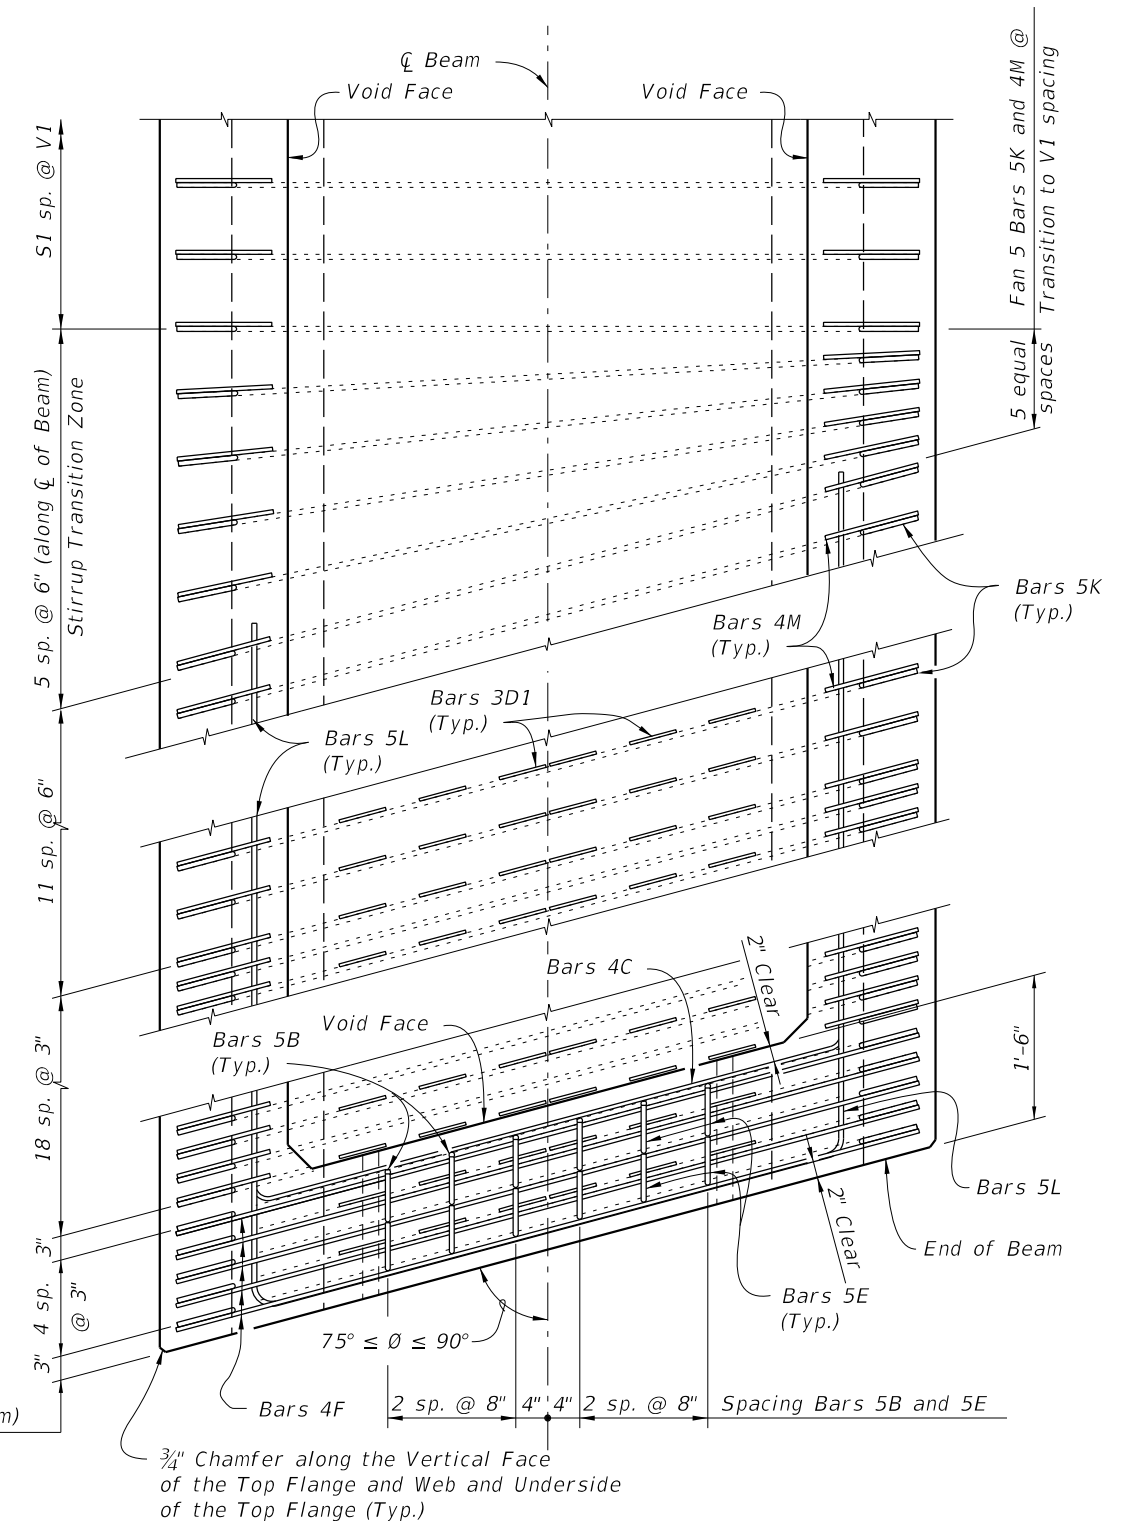 ℄ Beam
Void Face
Void Face
S1 sp. @ V1
Fan 5 Bars 5K and 4M @
Transition to V1 spacing
5 equal
spaces
5 sp. @ 6" (along ℄ of Beam)
Stirrup Transition Zone
Bars 5K
(Typ.)
Bars 4M
(Typ.)
Bars 3D1
(Typ.)
Bars 5L
(Typ.)
11 sp. @ 6"
2" Clear
Bars 4C
Void Face
Bars 5B
(Typ.)
1'-6"
18 sp. @ 3"
Bars 5L
2" Clear
End of Beam
3"
4 sp.
@ 3"
3"
Bars 5E
(Typ.)
75° ≤ Ø ≤ 90°
Bars 4F
2 sp. @ 8"
4"
4"
2 sp. @ 8"
Spacing Bars 5B and 5E
m)
¾" Chamfer along the Vertical Face
of the Top Flange and Web and Underside
of the Top Flange (Typ.)